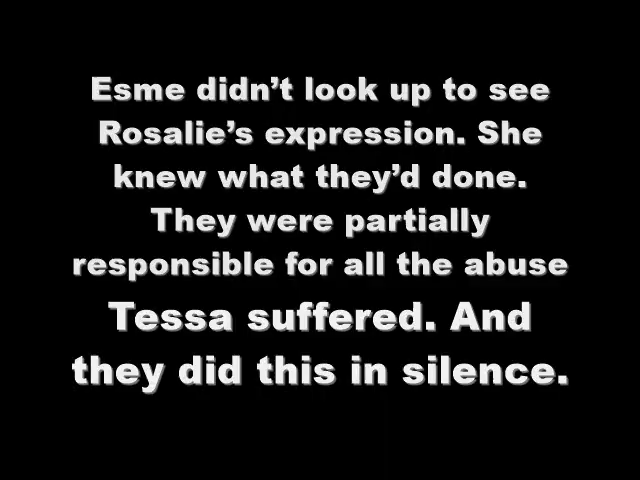 Esme didn’t look up to see
Rosalie’s expression. She
knew what they’d done.
They were partially
responsible for all the abuse
Tessa suffered. And
they did this in silence.